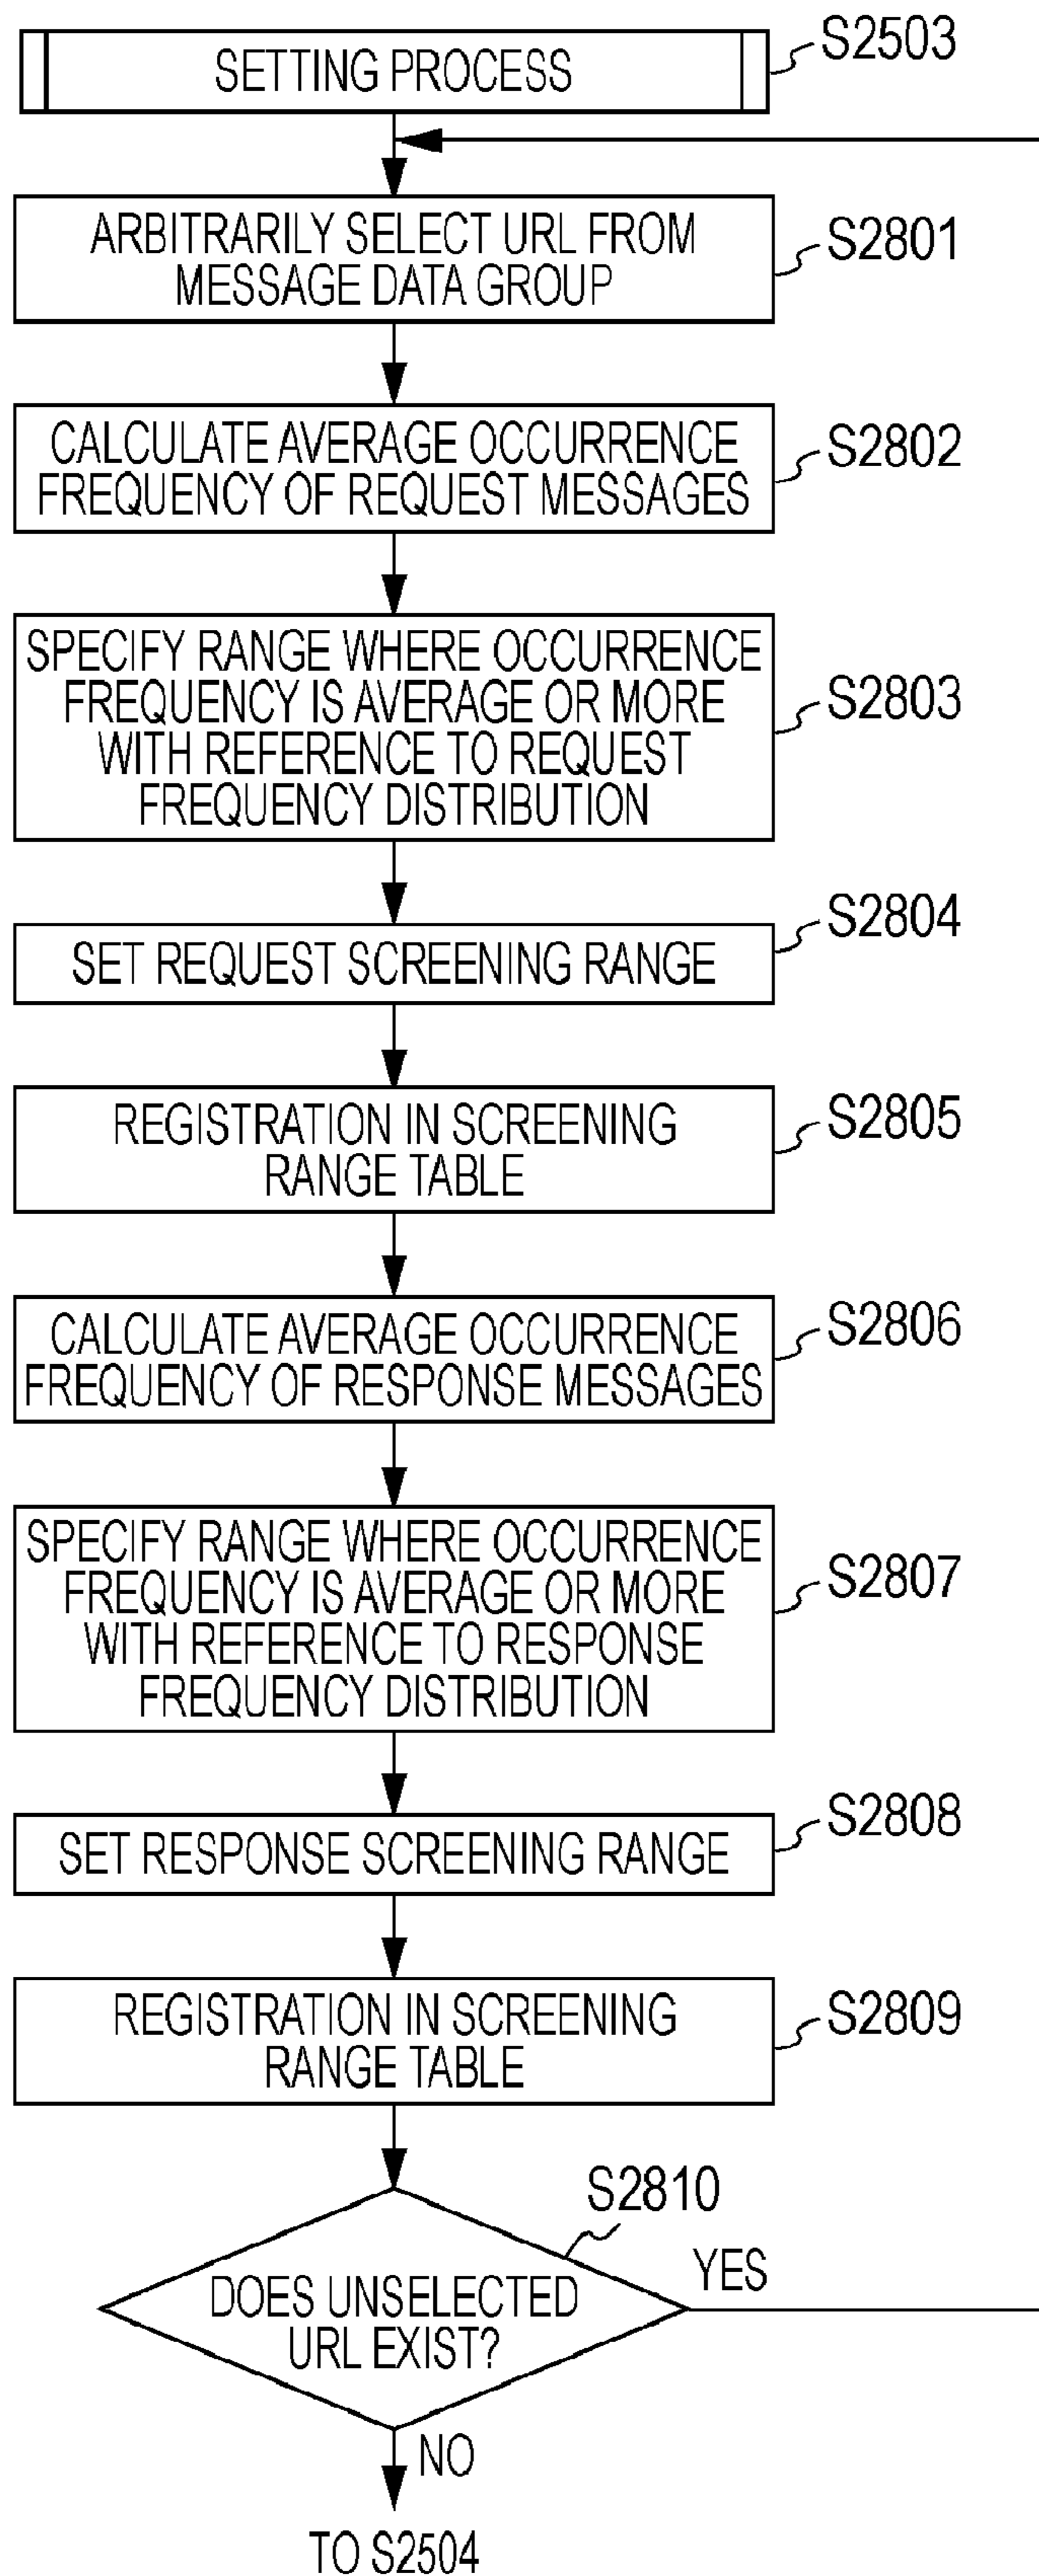 SETTING PROCESS
S2503
ARBITRARILY SELECT URL FROM
MESSAGE DATA GROUP
S2801
CALCULATE AVERAGE OCCURRENCE
FREQUENCY OF REQUEST MESSAGES
S2802
SPECIFY RANGE WHERE OCCURRENCE
FREQUENCY IS AVERAGE OR MORE
WITH REFERENCE TO REQUEST
FREQUENCY DISTRIBUTION
S2803
SET REQUEST SCREENING RANGE
S2804
REGISTRATION IN SCREENING
RANGE TABLE
S2805
CALCULATE AVERAGE OCCURRENCE
FREQUENCY OF RESPONSE MESSAGES
S2806
SPECIFY RANGE WHERE OCCURRENCE
FREQUENCY IS AVERAGE OR MORE
WITH REFERENCE TO RESPONSE
FREQUENCY DISTRIBUTION
S2807
SET RESPONSE SCREENING RANGE
S2808
REGISTRATION IN SCREENING
RANGE TABLE
S2809
S2810
DOES UNSELECTED
URL EXIST?
YES
NO
TO S2504